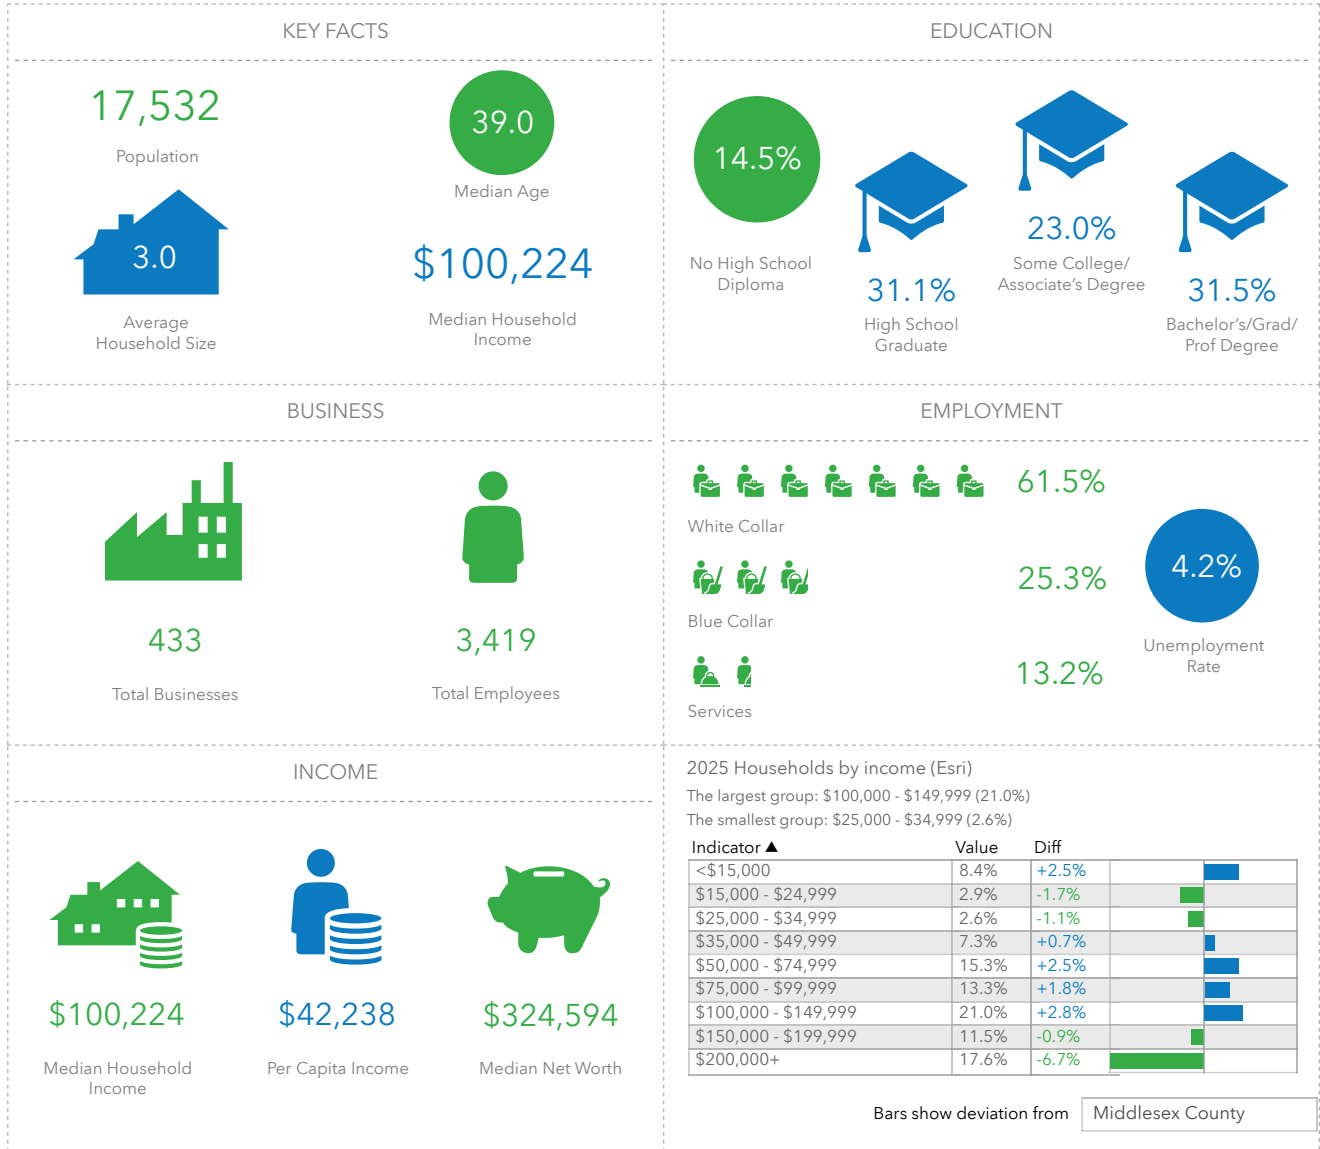 KEY FACTS
17,532
Population
39.0
Median Age
3.0
Average
Household Size
$100,224
Median Household
Income
EDUCATION
14.5%
No High School
Diploma
31.1%
High School
Graduate
23.0%
Some College/
Associate's Degree
31.5%
Bachelor's/Grad/
Prof Degree
BUSINESS
433
Total Businesses
3,419
Total Employees
EMPLOYMENT
61.5%
White Collar
25.3%
Blue Collar
13.2%
Services
4.2%
Unemployment
Rate
INCOME
$100,224
Median Household
Income
$42,238
Per Capita Income
$324,594
Median Net Worth
2025 Households by income (Esri)
The largest group: $100,000 - $149,999 (21.0%)
The smallest group: $25,000 - $34,999 (2.6%)
Indicator ▲ Value Diff
<$15,000 8.4% +2.5%
$15,000 - $24,999 2.9% -1.7%
$25,000 - $34,999 2.6% -1.1%
$35,000 - $49,999 7.3% +0.7%
$50,000 - $74,999 15.3% +2.5%
$75,000 - $99,999 13.3% +1.8%
$100,000 - $149,999 21.0% +2.8%
$150,000 - $199,999 11.5% -0.9%
$200,000+ 17.6% -6.7%
Bars show deviation from Middlesex County